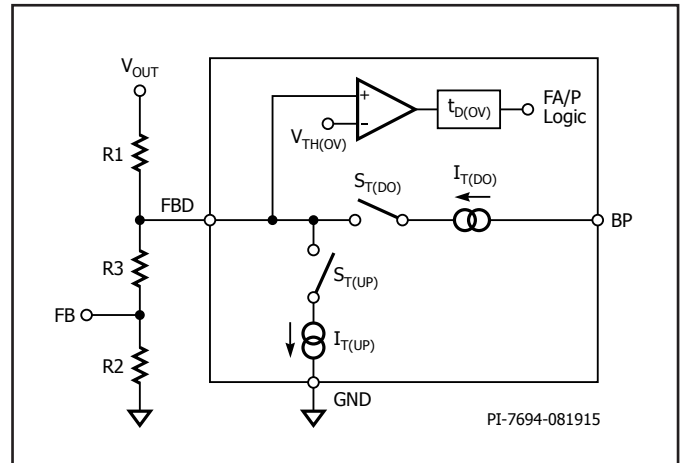 VOUT
R1
FBD
R3
FB
R2
+
-
VTH(OV)
tD(OV)
FA/P
Logic
ST(DO)
IT(DO)
BP
ST(UP)
IT(UP)
GND
PI-7694-081915